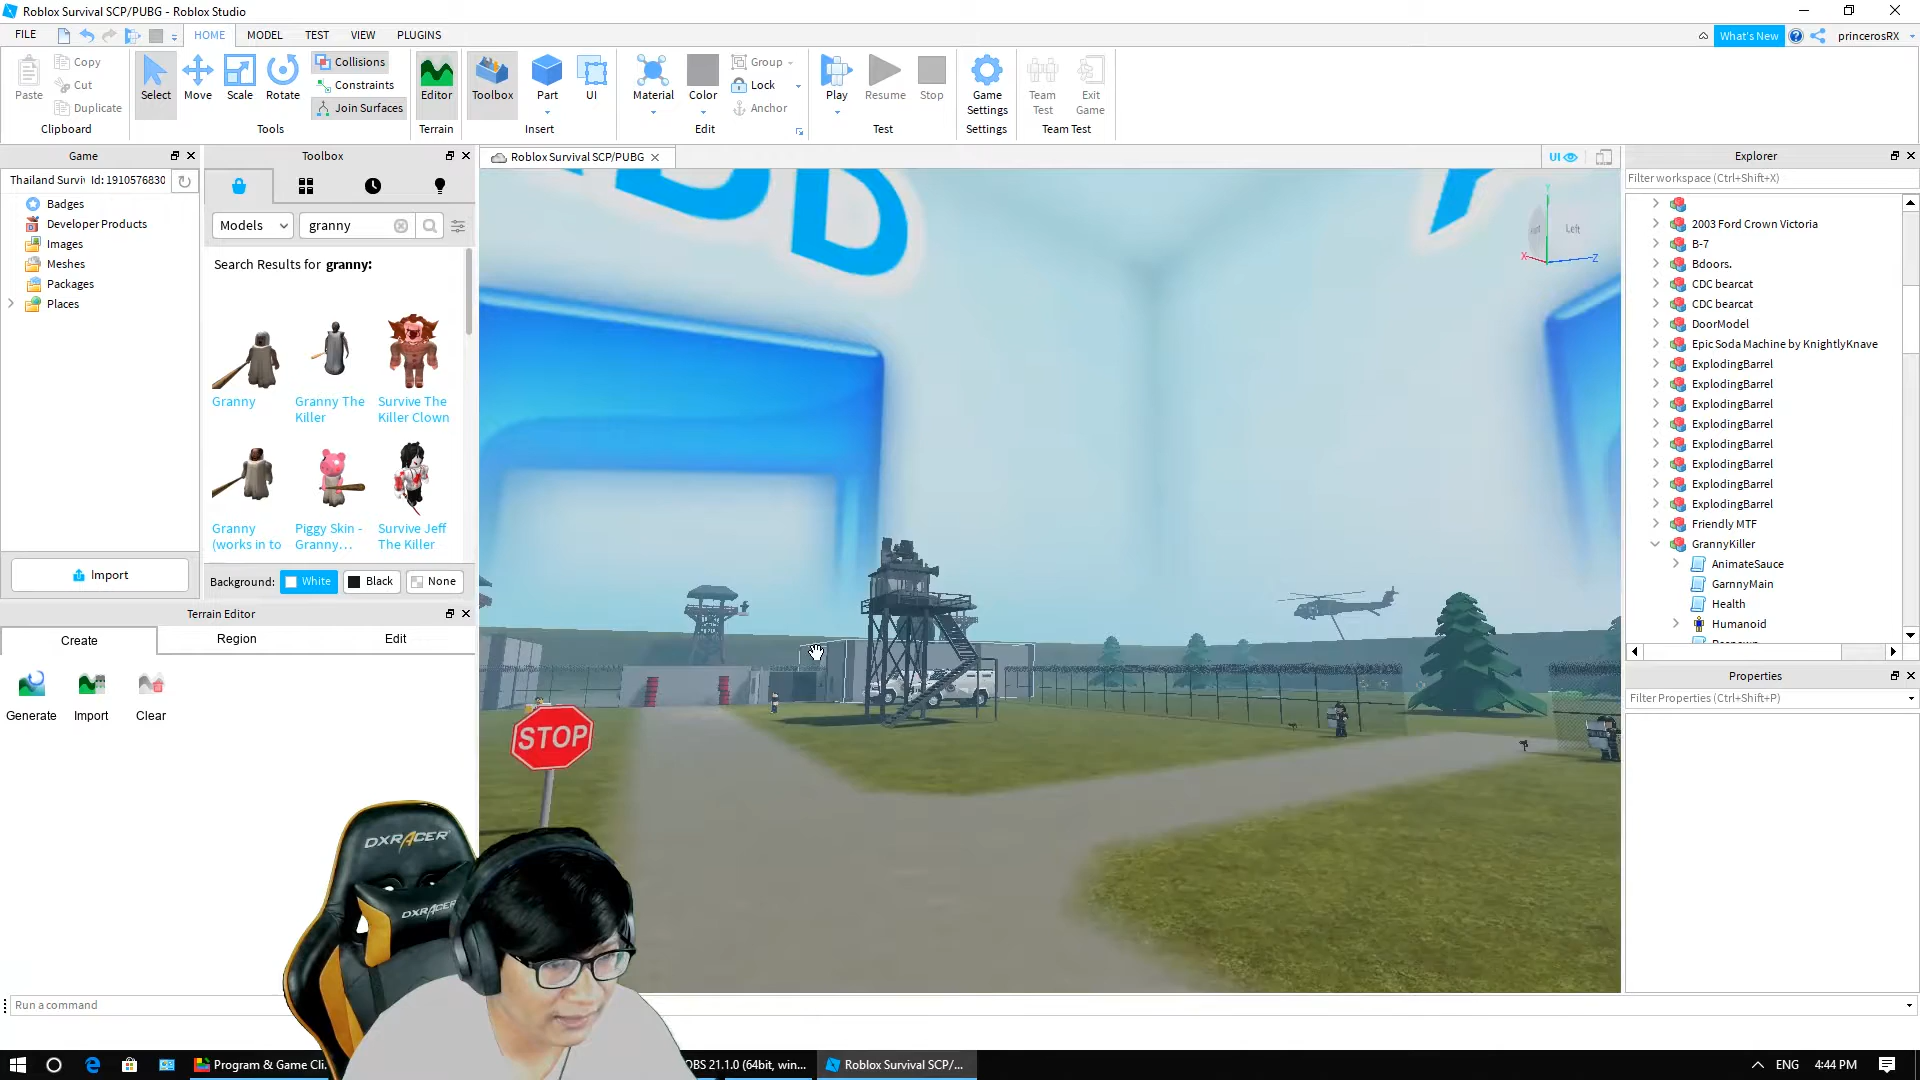 Roblox Survival SCP/PUBG - Roblox Studio
FILE
HOME
MODEL
TEST
VIEW
PLUGINS
What's New
princerosRX
Paste
Copy
Cut
Duplicate
Clipboard
Select
Move
Scale
Rotate
Collisions
Constraints
Join Surfaces
Tools
Editor
Terrain
Toolbox
Part
UI
Insert
Material
Color
Group
Lock
Anchor
Edit
Play
Resume
Stop
Test
Game Settings
Settings
Team Test
Exit Game
Team Test
Game
Thailand Survi Id: 1910576830
Badges
Developer Products
Images
Meshes
Packages
Places
Import
Toolbox
Models
granny
Search Results for granny:
Granny
Granny The Killer
Survive The Killer Clown
Granny (works in to
Piggy Skin - Granny...
Survive Jeff The Killer
Background:
White
Black
None
Terrain Editor
Create
Region
Edit
Generate
Import
Clear
Roblox Survival SCP/PUBG
UI
Left
Y
X
Z
STOP
DXRACER
DXRACER
Explorer
Filter workspace (Ctrl+Shift+X)
2003 Ford Crown Victoria
B-7
Bdoors.
CDC bearcat
CDC bearcat
DoorModel
Epic Soda Machine by KnightlyKnave
ExplodingBarrel
ExplodingBarrel
ExplodingBarrel
ExplodingBarrel
ExplodingBarrel
ExplodingBarrel
ExplodingBarrel
ExplodingBarrel
Friendly MTF
GrannyKiller
AnimateSauce
GarnnyMain
Health
Humanoid
Properties
Filter Properties (Ctrl+Shift+P)
Run a command
Program & Game Cli...
OBS 21.1.0 (64bit, win...
Roblox Survival SCP/...
ENG
4:44 PM